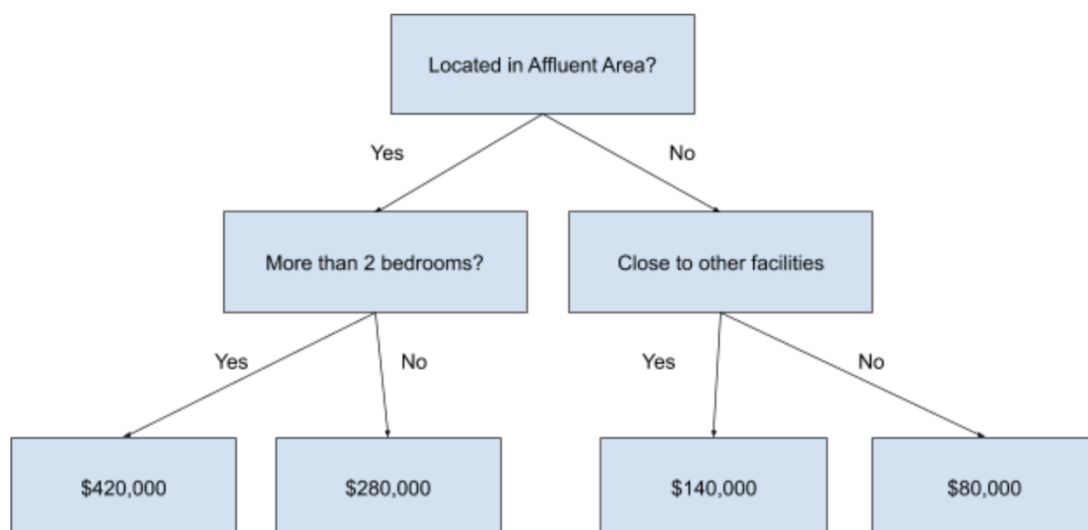 Located in Affluent Area?
Yes
No
More than 2 bedrooms?
Close to other facilities
Yes
No
Yes
No
$420,000
$280,000
$140,000
$80,000